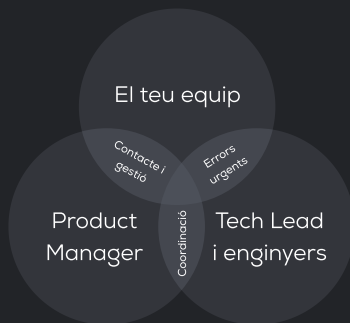 El teu equip
Contacte i
gestió
Errors
urgents
Product
Manager
Coordinació
Tech Lead
i enginyers